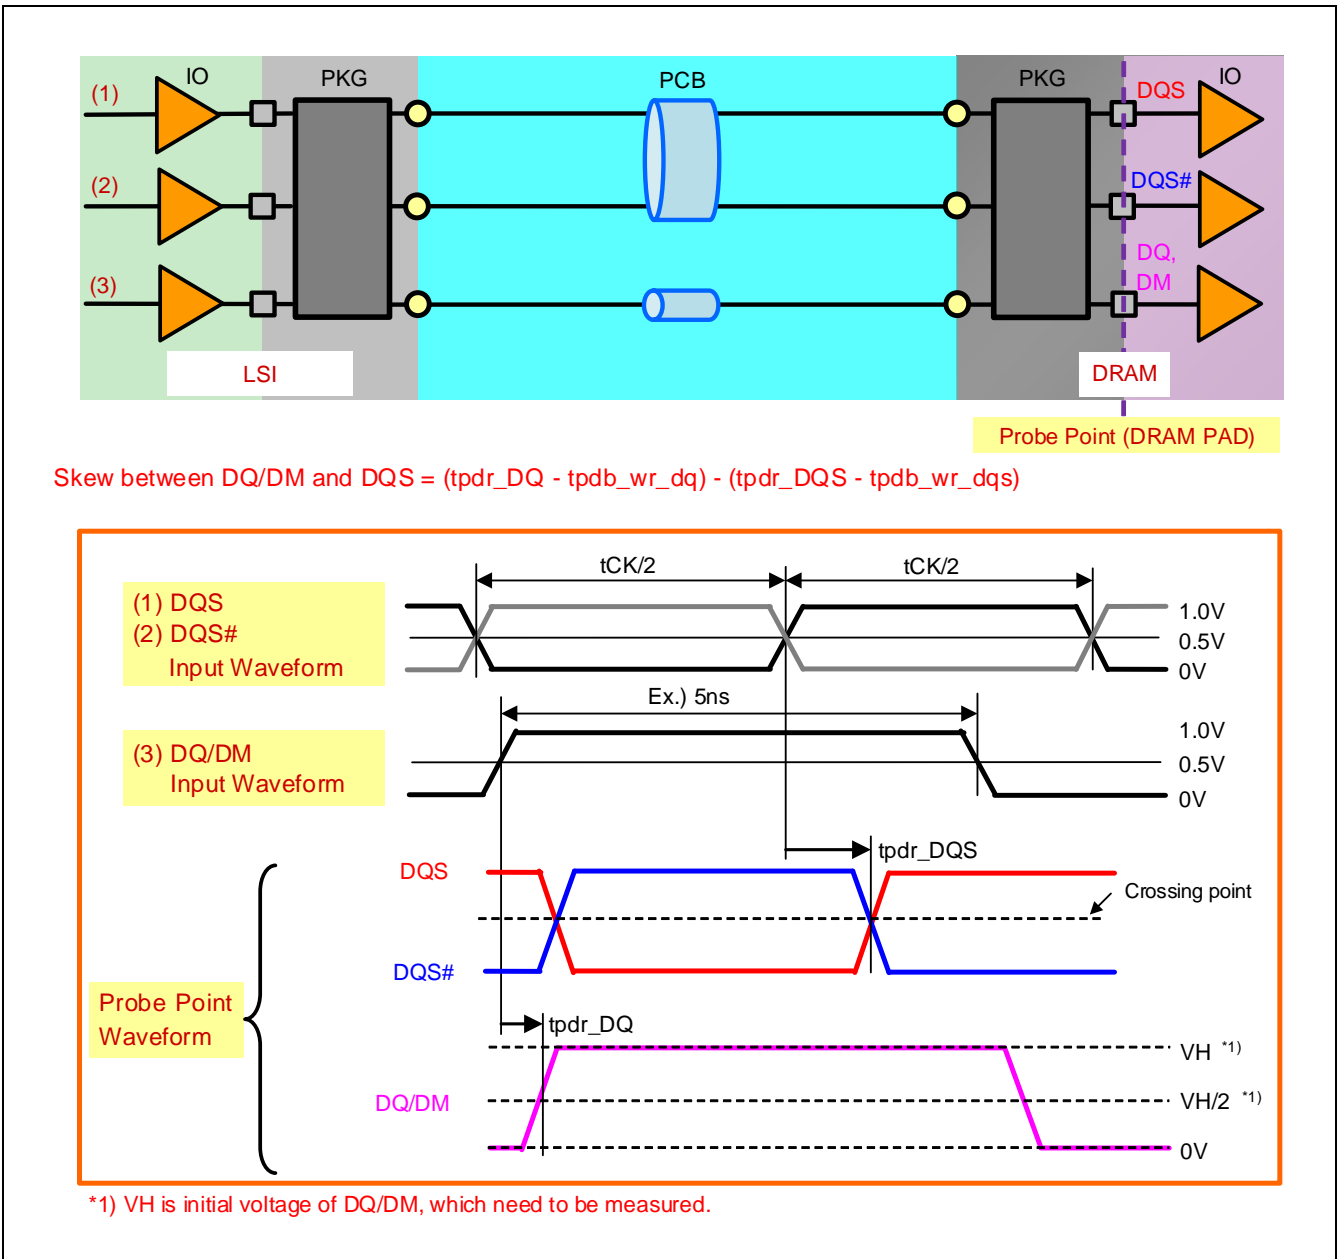 IO
PKG
PCB
PKG
IO
(1)
DQS
(2)
DQS#
(3)
DQ,
DM
LSI
DRAM
Probe Point (DRAM PAD)
Skew between DQ/DM and DQS = (tpdr_DQ - tpdb_wr_dq) - (tpdr_DQS - tpdb_wr_dqs)
tCK/2
tCK/2
(1) DQS
(2) DQS#
Input Waveform
1.0V
0.5V
0V
Ex.) 5ns
(3) DQ/DM
Input Waveform
1.0V
0.5V
0V
tpdr_DQS
DQS
Crossing point
DQS#
Probe Point
Waveform
tpdr_DQ
VH *1)
DQ/DM
VH/2 *1)
0V
*1) VH is initial voltage of DQ/DM, which need to be measured.